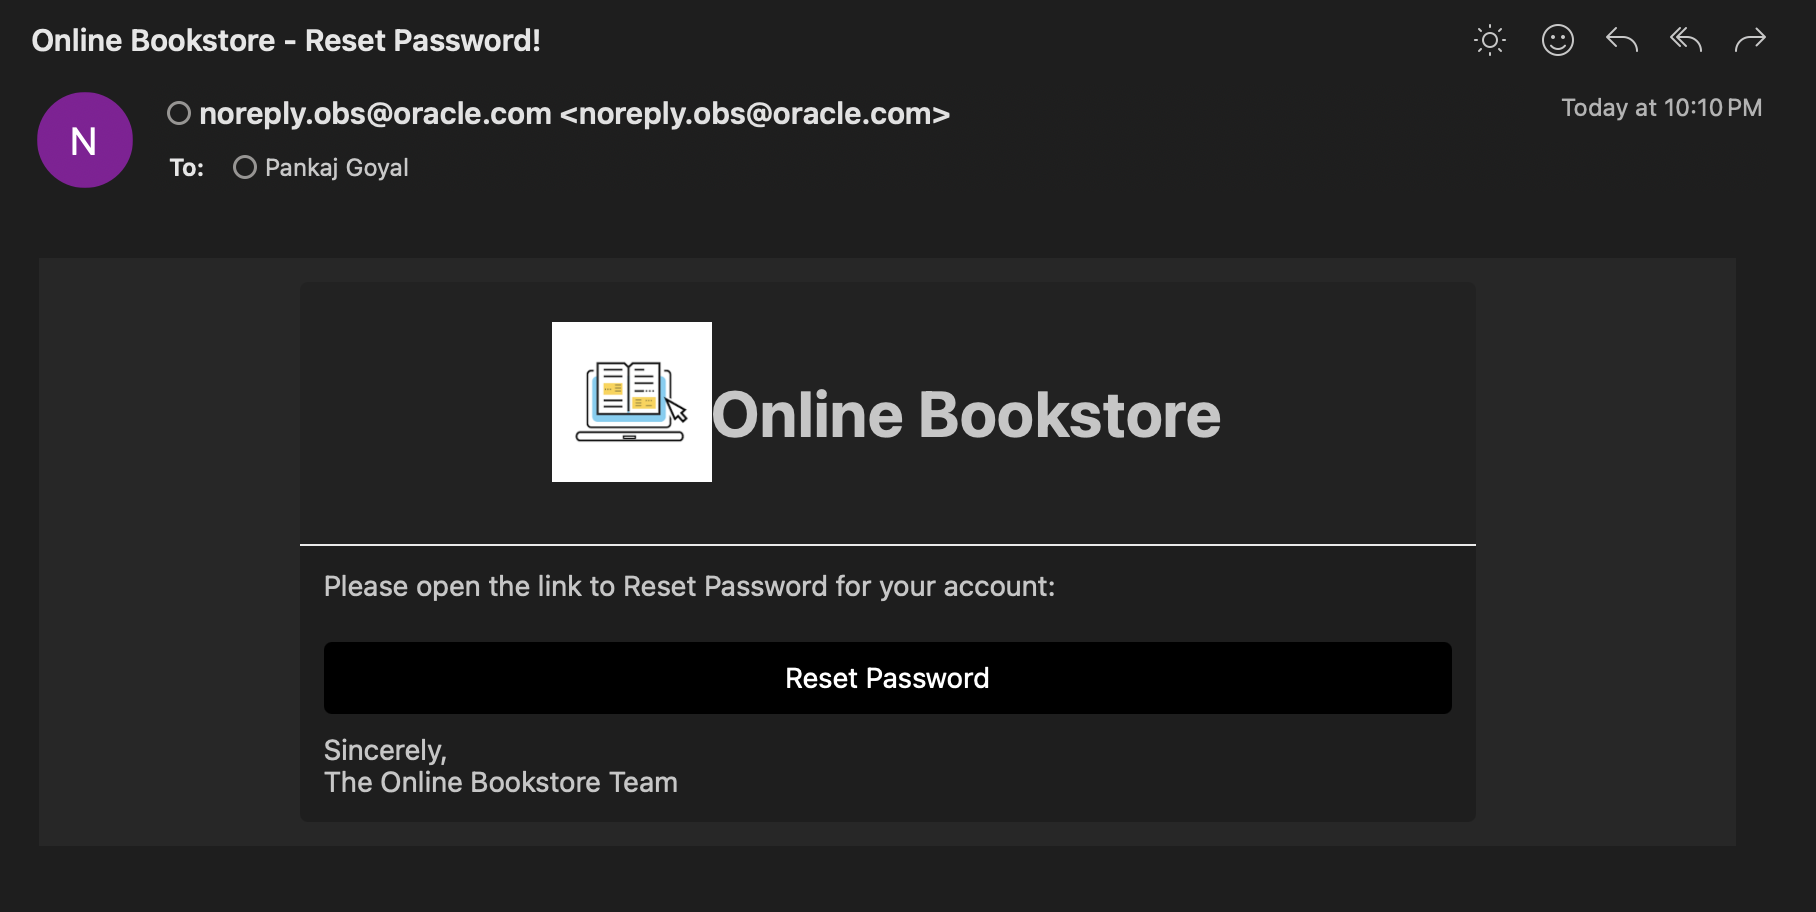 Online Bookstore - Reset Password!
N
noreply.obs@oracle.com <noreply.obs@oracle.com>
Today at 10:10 PM
To: Pankaj Goyal
Online Bookstore
Please open the link to Reset Password for your account:
Reset Password
Sincerely,
The Online Bookstore Team